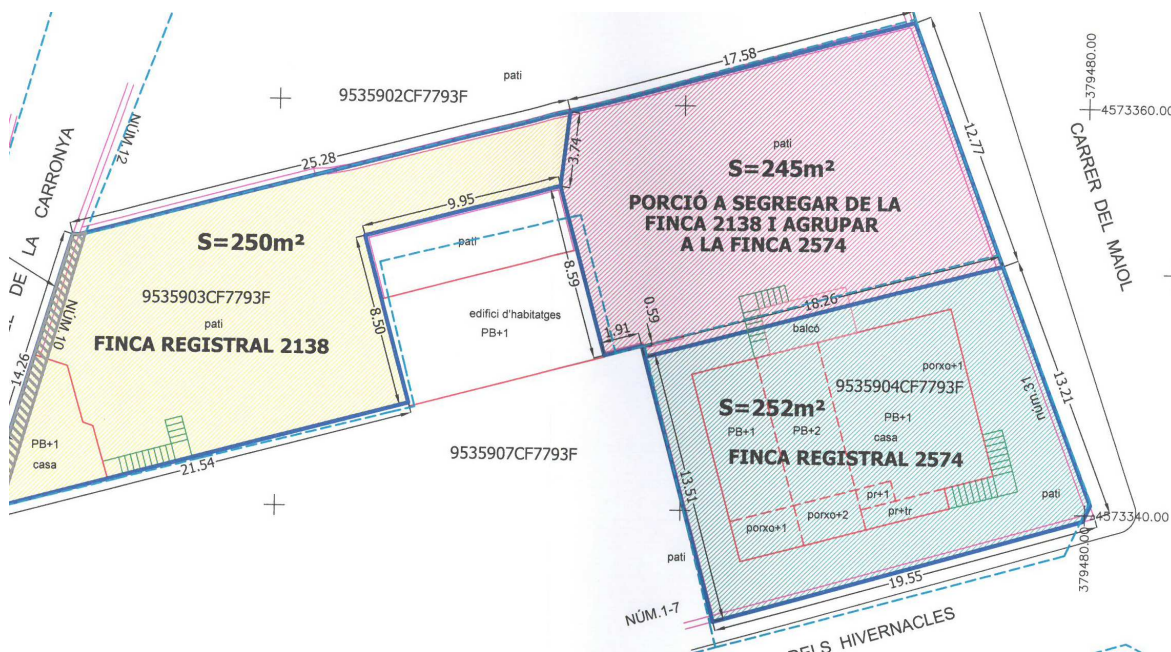 pati
17.58
379480.00
4573360.00
9535902CF7793F
NÚM.12
DE LA CARRONYA
25.28
3.74
pati
S=245m²
PORCIÓ A SEGREGAR DE LA
FINCA 2138 I AGRUPAR
A LA FINCA 2574
12.77
CARRER DEL MAIOL
9.95
pati
S=250m²
9535903CF7793F
pati
FINCA REGISTRAL 2138
NÚM.10
14.26
8.50
8.59
edifici d'habitatges
PB+1
1.91
0.59
18.26
balcó
porxo+1
9535904CF7793F
S=252m²
PB+1
PB+2
PB+1
casa
FINCA REGISTRAL 2574
núm.31
13.21
PB+1
casa
21.54
9535907CF7793F
13.51
pr+1
pr+tr
porxo+1
porxo+2
pati
4573340.00
379480.00
pati
19.55
NÚM.1-7
DELS HIVERNACLES